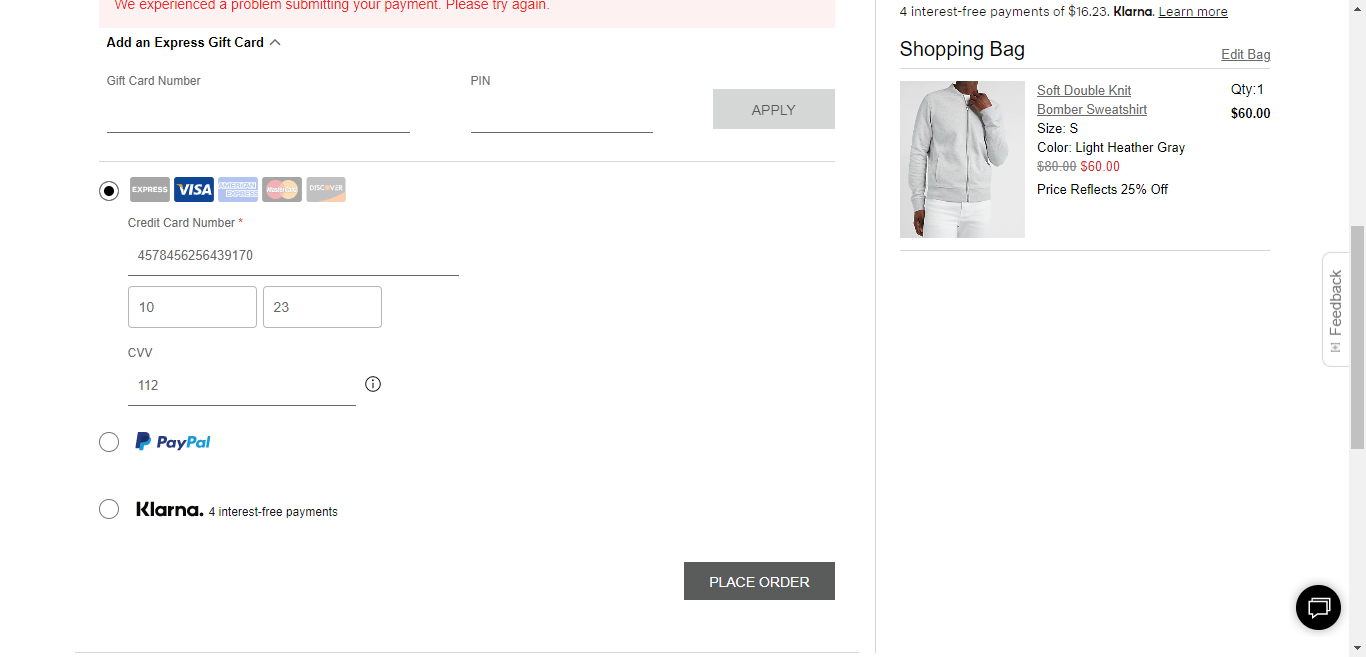 We experienced a problem submitting your payment. Please try again.
Add an Express Gift Card
Gift Card Number
PIN
APPLY
EXPRESS
VISA
AMERICAN EXPRESS
MasterCard
DISCOVER
Credit Card Number *
4578456256439170
10
23
CVV
112
PayPal
Klarna. 4 interest-free payments
PLACE ORDER
4 interest-free payments of $16.23. Klarna. Learn more
Shopping Bag
Edit Bag
Soft Double Knit
Bomber Sweatshirt
Qty:1
$60.00
Size: S
Color: Light Heather Gray
$80.00 $60.00
Price Reflects 25% Off
Feedback